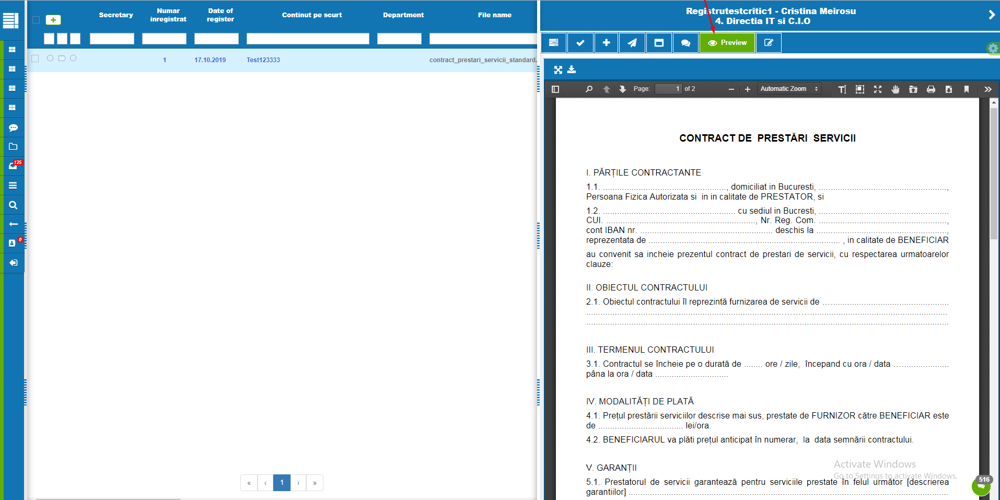 Secretary
Numar
inregistrat
Date of
register
Continut pe scurt
Department
File name
1
17.10.2019
Test123333
contract_prestari_servicii_standard.
125
0
« ‹ 1 › »
Registrutestcritic1 - Cristina Meirosu
4. Directia IT si C.I.O
Preview
Page: 1 of 2
Automatic Zoom
CONTRACT DE PRESTĂRI SERVICII
I. PĂRȚILE CONTRACTANTE
1.1. ...................................................., domiciliat in Bucuresti, ......................................................,
Persoana Fizica Autorizata si in in calitate de PRESTATOR, si
1.2. ........................................................ cu sediul in Bucresti, .......................................................
CUI. ..............................................................., Nr. Reg. Com. ......................................................,
cont IBAN nr. ........................................................ deschis la .......................................................,
reprezentata de ................................................................................. , in calitate de BENEFICIAR
au convenit sa incheie prezentul contract de prestari de servicii, cu respectarea urmatoarelor
clauze:
II. OBIECTUL CONTRACTULUI
2.1. Obiectul contractului îl reprezintă furnizarea de servicii de ......................................................
..........................................................................................................................................................
..........................................................................................................................................................
III. TERMENUL CONTRACTULUI
3.1. Contractul se încheie pe o durată de ........ ore / zile, începand cu ora / data .......................
pâna la ora / data ...............................
IV. MODALITĂȚI DE PLATĂ
4.1. Prețul prestării serviciilor descrise mai sus, prestate de FURNIZOR către BENEFICIAR este
de .................................... lei/ora.
4.2. BENEFICIARUL va plăti prețul anticipat în numerar, la data semnării contractului.
V. GARANȚII
5.1. Prestatorul de servicii garantează pentru serviciile prestate în felul următor [descrierea
garantiilor] .......................................................................................................................................
Activate Windows
Go to Settings to activate Windows.
516